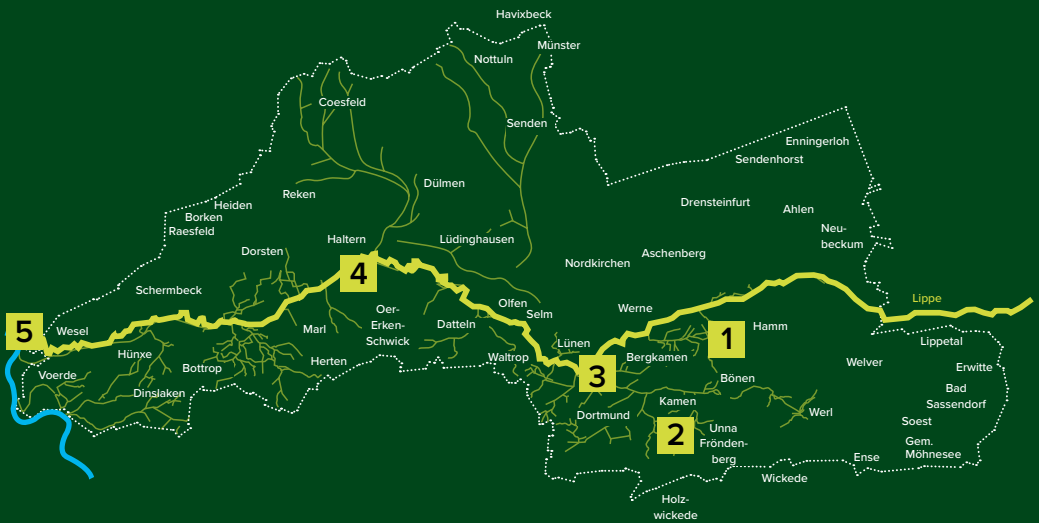 Havixbeck
Münster
Nottuln
Coesfeld
Senden
Enningerloh
Sendenhorst
Dülmen
Reken
Drensteinfurt
Ahlen
Heiden
Borken
Raesfeld
Neu-
beckum
Haltern
Lüdinghausen
Dorsten
Aschenberg
Nordkirchen
4
Schermbeck
Lippe
Olfen
Selm
Werne
Oer-
Erken-
Schwick
Datteln
Marl
Hamm
5
Wesel
1
Lünen
Lippetal
Hünxe
Waltrop
Bergkamen
Welver
Herten
Erwitte
Bottrop
Voerde
3
Bönen
Bad
Sassendorf
Dinslaken
Kamen
Werl
Dortmund
Soest
2
Unna
Frönden-
berg
Gem.
Möhnesee
Ense
Wickede
Holz-
wickede